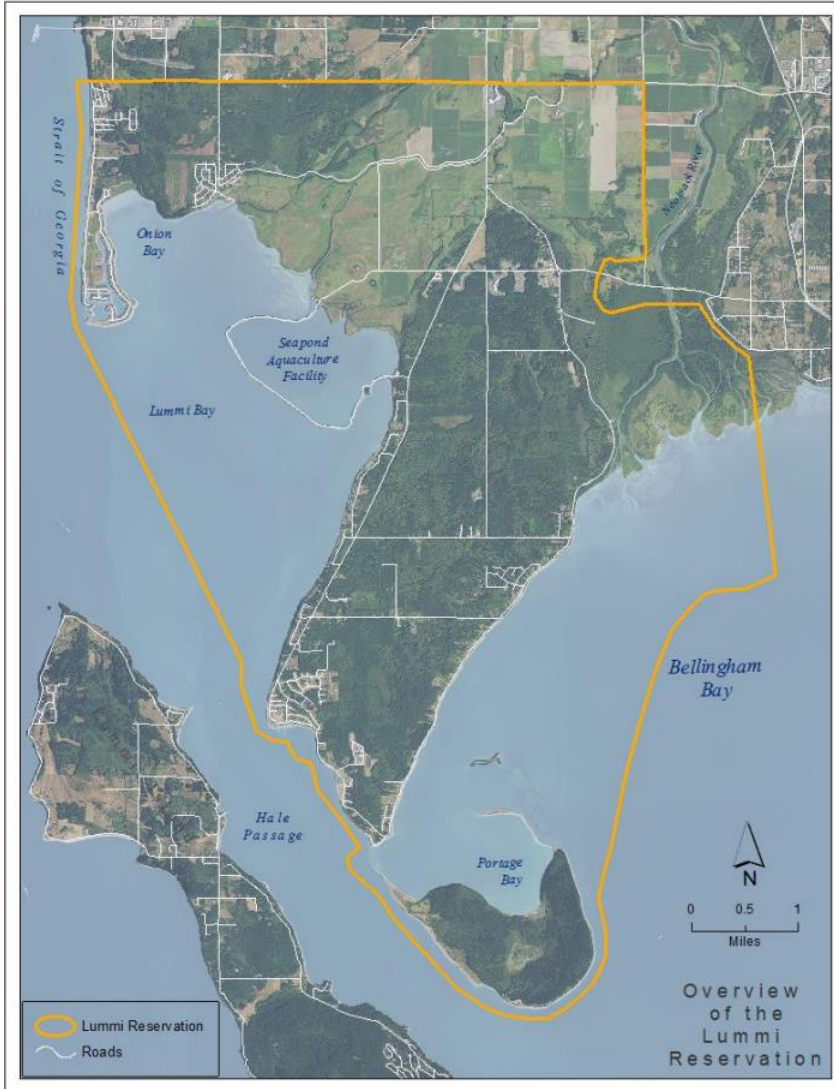 Strait of Georgia
Onion
Bay
Nooksack River
Seapond
Aquaculture
Facility
Lummi Bay
Bellingham
Bay
Hale
Passage
Portage
Bay
N
0 0.5 1
Miles
Overview
of the
Lummi
Reservation
Lummi Reservation
Roads